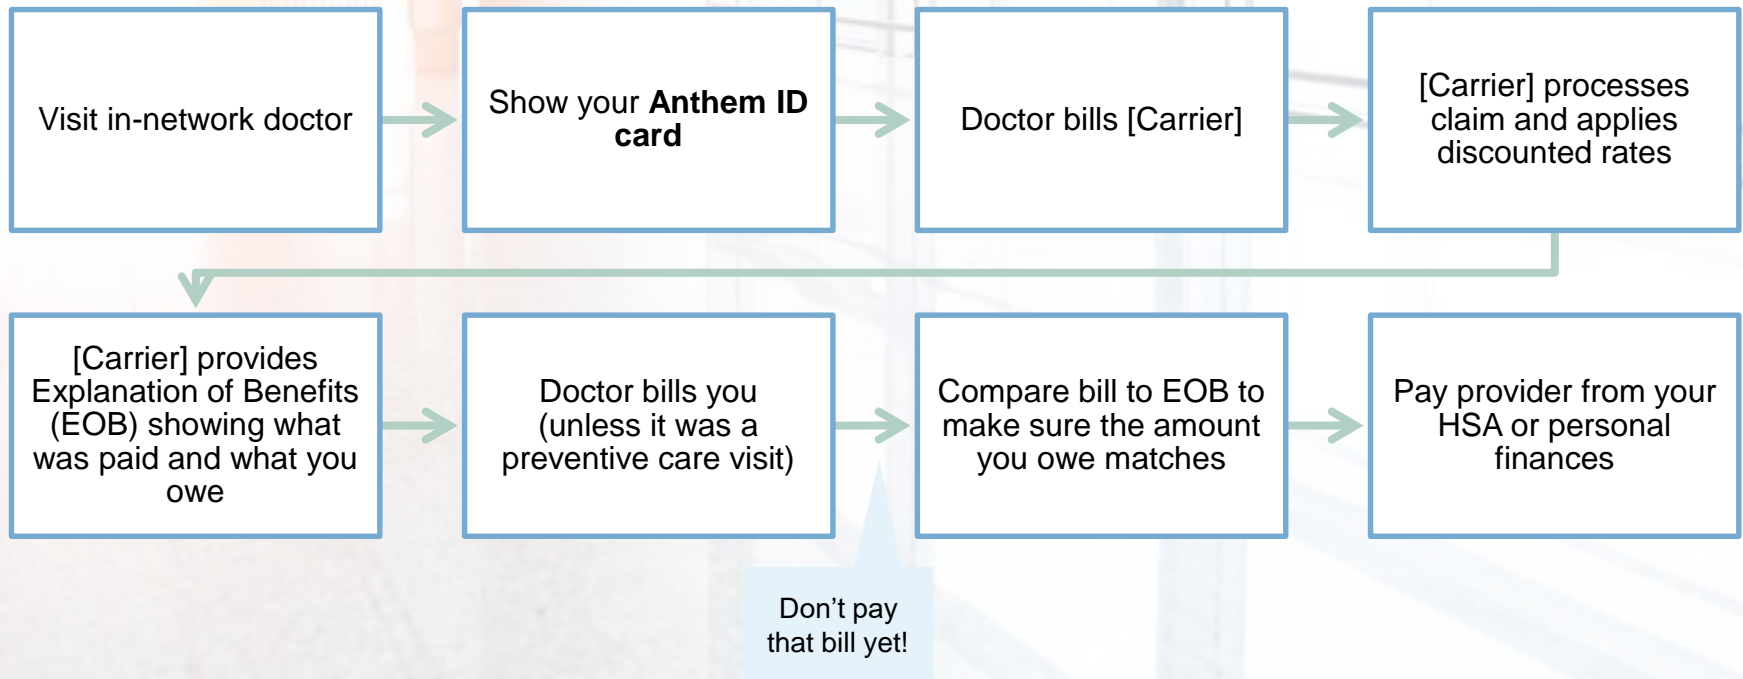 Visit in-network doctor
Show your Anthem ID
card
Doctor bills [Carrier]
[Carrier] processes
claim and applies
discounted rates
[Carrier] provides
Explanation of Benefits
(EOB) showing what
was paid and what you
owe
Doctor bills you
(unless it was a
preventive care visit)
Compare bill to EOB to
make sure the amount
you owe matches
Pay provider from your
HSA or personal
finances
Don’t pay
that bill yet!